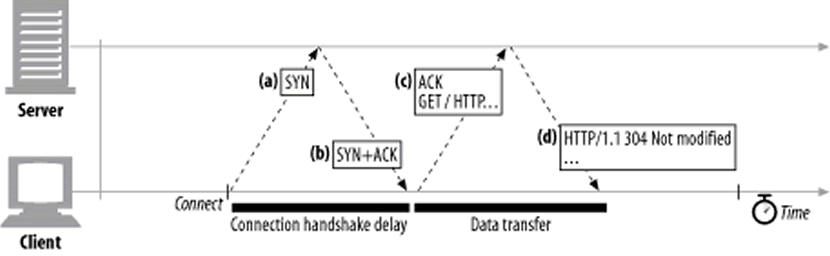 Server
(a) SYN
(b) SYN+ACK
(c) ACK
GET / HTTP...
(d) HTTP/1.1 304 Not modified
...
Connect
Connection handshake delay
Data transfer
Time
Client